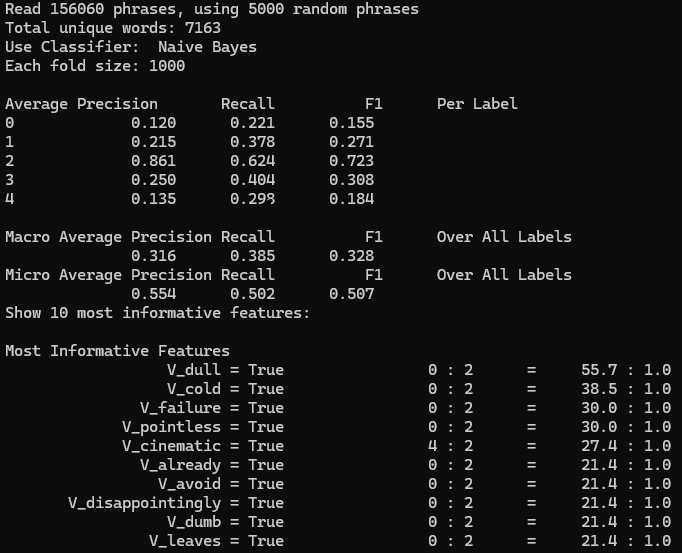 Read 156060 phrases, using 5000 random phrases
Total unique words: 7163
Use Classifier:  Naive Bayes
Each fold size: 1000
Average Precision       Recall          F1      Per Label
0             0.120      0.221      0.155
1             0.215      0.378      0.271
2             0.861      0.624      0.723
3             0.250      0.404      0.308
4             0.135      0.293      0.184
Macro Average Precision Recall          F1      Over All Labels
              0.316      0.385      0.328
Micro Average Precision Recall          F1      Over All Labels
              0.554      0.502      0.507
Show 10 most informative features:
Most Informative Features
                  V_dull = True                0 : 2      =     55.7 : 1.0
                  V_cold = True                0 : 2      =     38.5 : 1.0
               V_failure = True                0 : 2      =     30.0 : 1.0
             V_pointless = True                0 : 2      =     30.0 : 1.0
             V_cinematic = True                4 : 2      =     27.4 : 1.0
               V_already = True                0 : 2      =     21.4 : 1.0
                 V_avoid = True                0 : 2      =     21.4 : 1.0
       V_disappointingly = True                0 : 2      =     21.4 : 1.0
                  V_dumb = True                0 : 2      =     21.4 : 1.0
                V_leaves = True                0 : 2      =     21.4 : 1.0